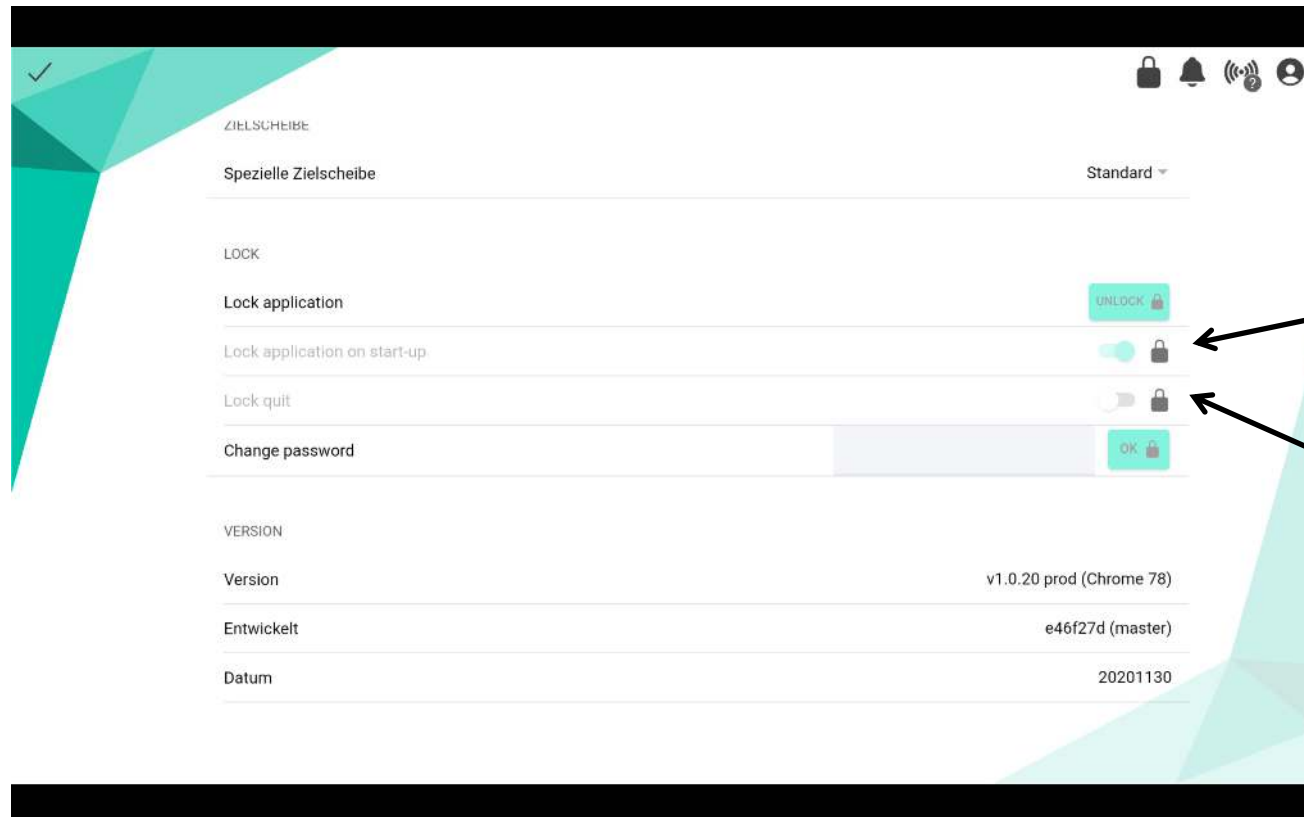 ?
ZIELSCHEIBE
Spezielle Zielscheibe Standard
LOCK
Lock application UNLOCK
Lock application on start-up
Lock quit
Change password OK
VERSION
Version v1.0.20 prod (Chrome 78)
Entwickelt e46f27d (master)
Datum 20201130